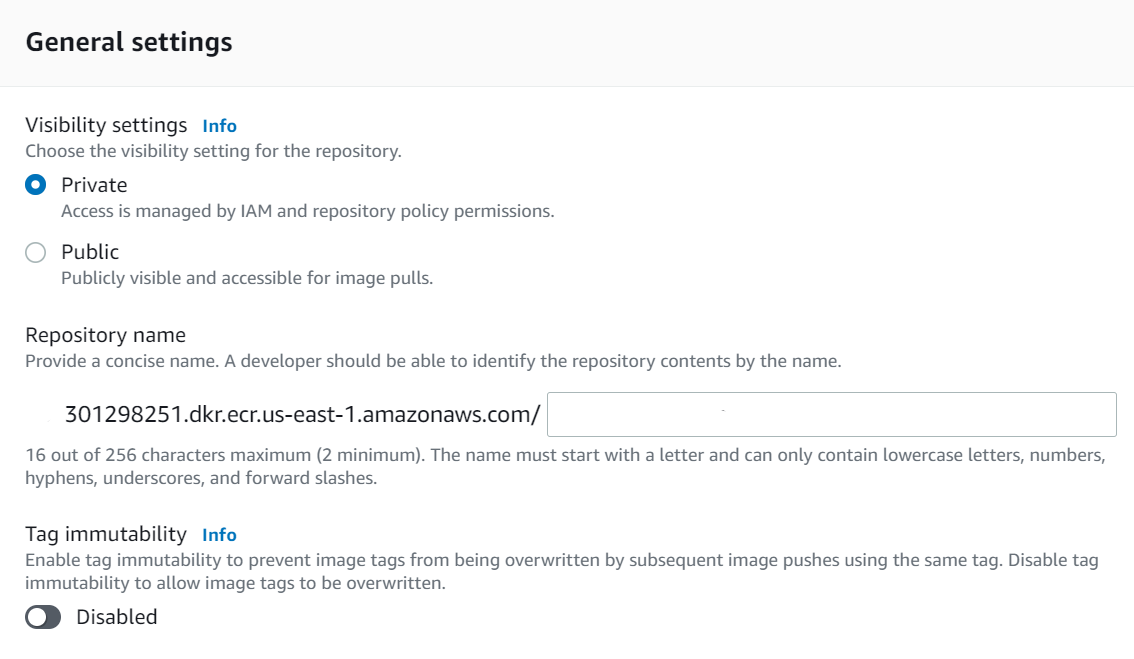 General settings
Visibility settings Info
Choose the visibility setting for the repository.
Private
Access is managed by IAM and repository policy permissions.
Public
Publicly visible and accessible for image pulls.
Repository name
Provide a concise name. A developer should be able to identify the repository contents by the name.
301298251.dkr.ecr.us-east-1.amazonaws.com/
16 out of 256 characters maximum (2 minimum). The name must start with a letter and can only contain lowercase letters, numbers,
hyphens, underscores, and forward slashes.
Tag immutability Info
Enable tag immutability to prevent image tags from being overwritten by subsequent image pushes using the same tag. Disable tag
immutability to allow image tags to be overwritten.
Disabled